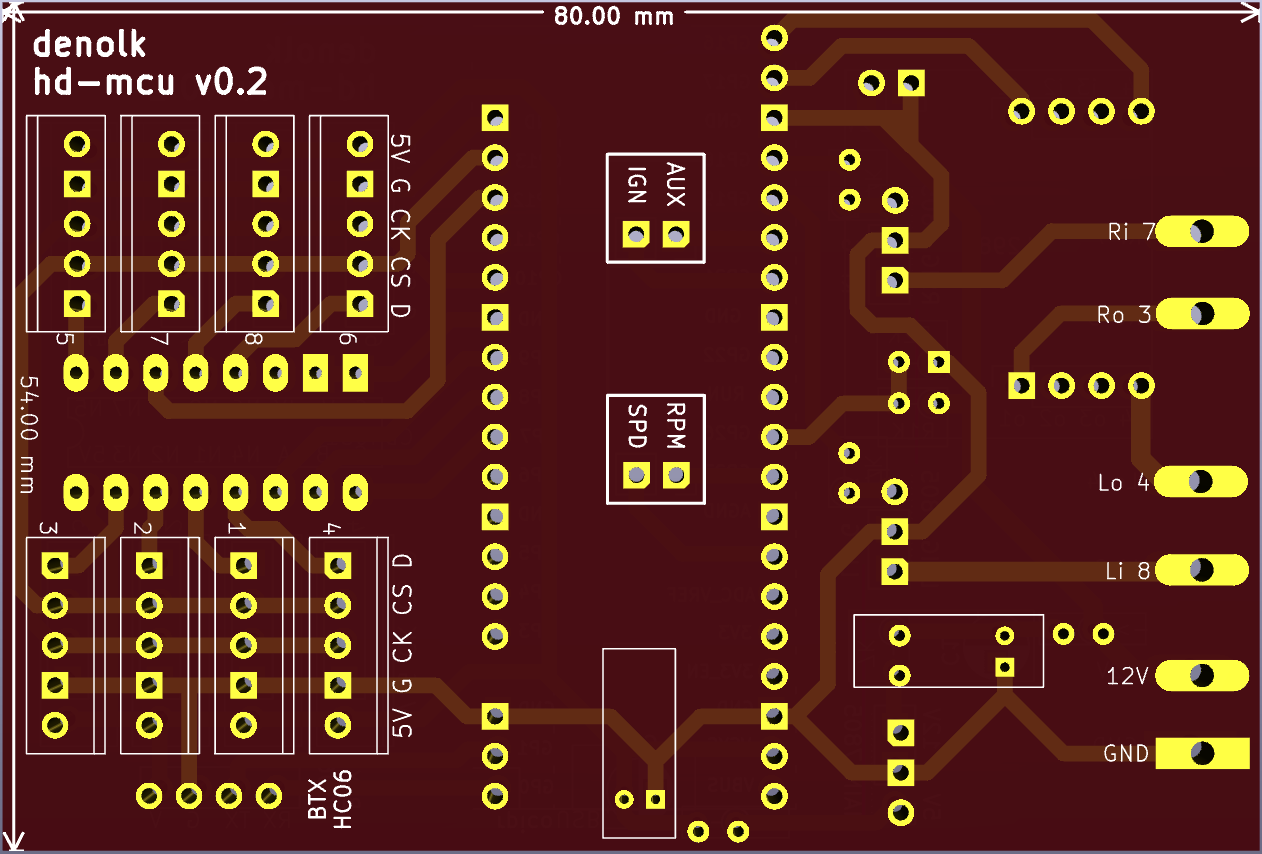 80.00 mm
denolk
hd-mcu v0.2
5V G CK CS D
IGN
AUX
Ri 7
Ro 3
5
7
8
6
54.00 mm
SPD
RPM
Lo 4
3
2
1
4
Li 8
5V G CK CS D
12V
GND
BTX
HC06